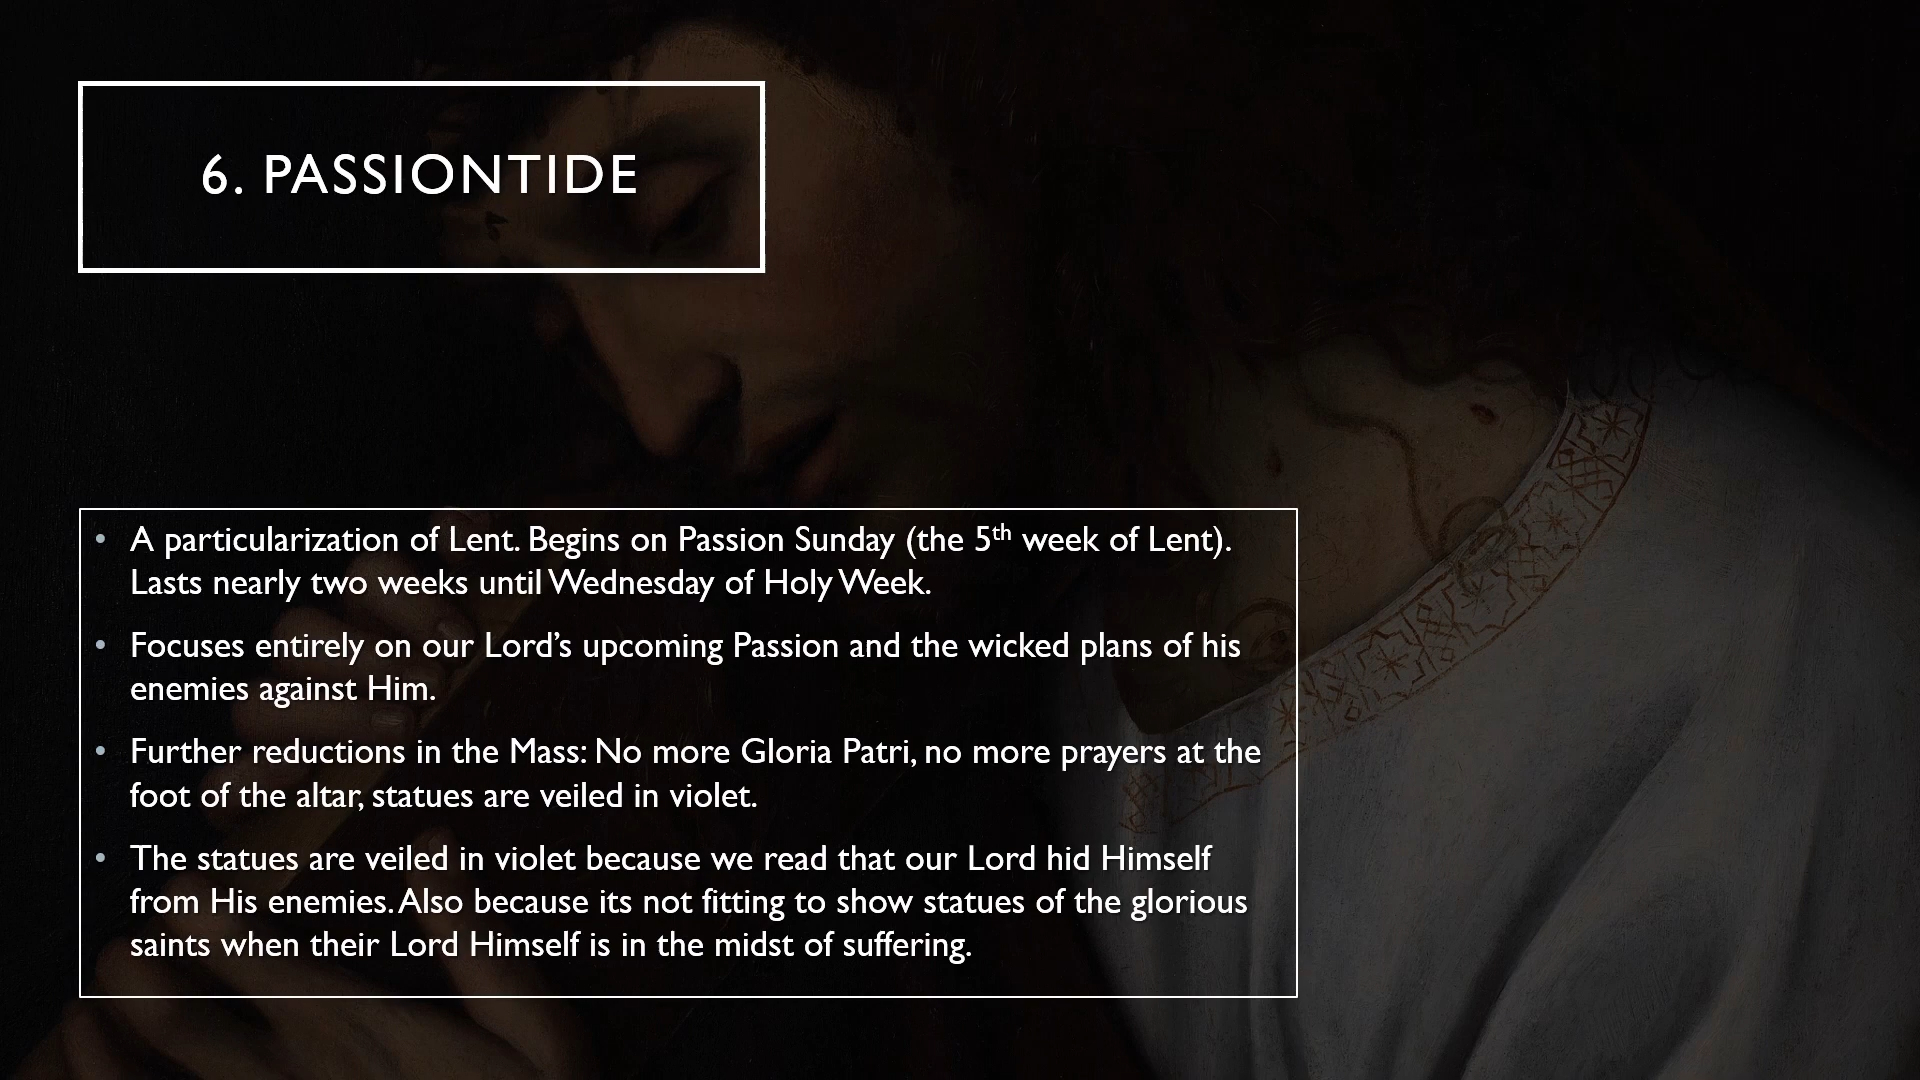 6. PASSIONTIDE
• A particularization of Lent. Begins on Passion Sunday (the 5th week of Lent).
Lasts nearly two weeks until Wednesday of Holy Week.
• Focuses entirely on our Lord’s upcoming Passion and the wicked plans of his
enemies against Him.
• Further reductions in the Mass: No more Gloria Patri, no more prayers at the
foot of the altar, statues are veiled in violet.
• The statues are veiled in violet because we read that our Lord hid Himself
from His enemies. Also because its not fitting to show statues of the glorious
saints when their Lord Himself is in the midst of suffering.